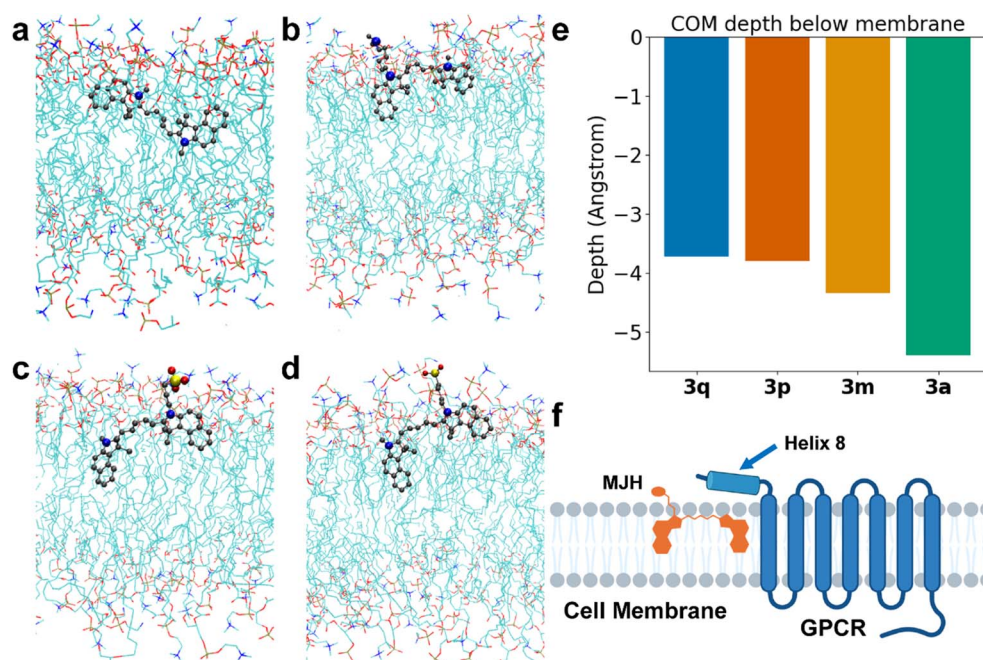 a
b
COM depth below membrane
e
0
−1
−2
−3
−4
−5
Depth (Angstrom)
3q 3p 3m 3a
c
d
f
Helix 8
MJH
Cell Membrane
GPCR